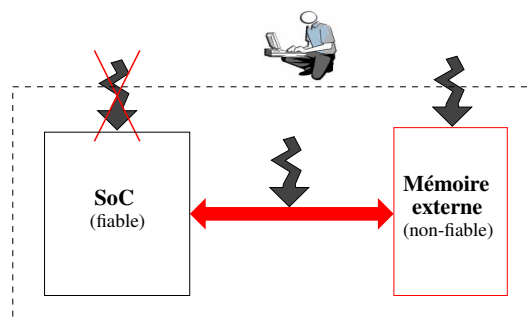 SoC
(fiable)
Mémoire
externe
(non-fiable)